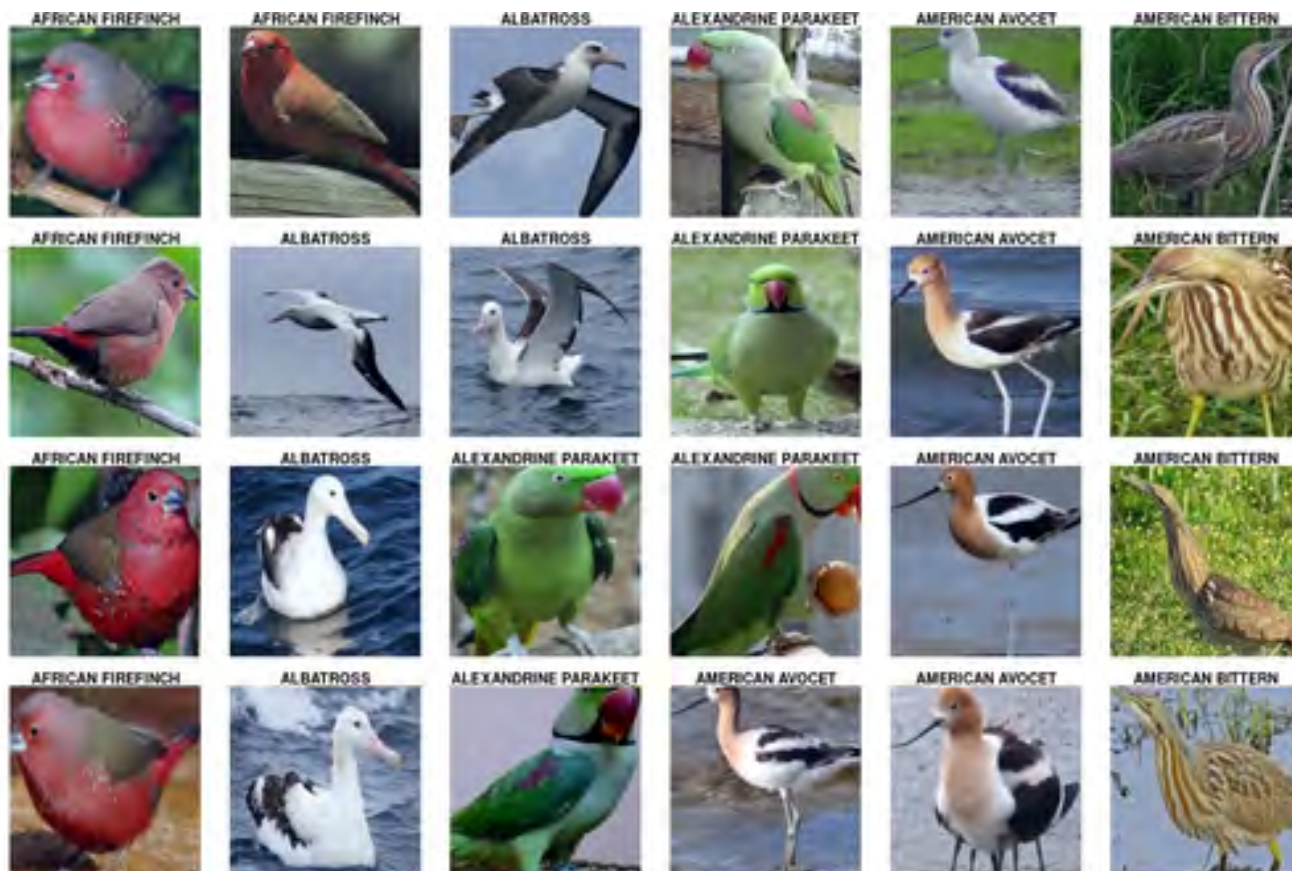 AFRICAN FIREFINCH AFRICAN FIREFINCH ALBATROSS ALEXANDRINE PARAKEET AMERICAN AVOCET AMERICAN BITTERN
AFRICAN FIREFINCH ALBATROSS ALBATROSS ALEXANDRINE PARAKEET AMERICAN AVOCET AMERICAN BITTERN
AFRICAN FIREFINCH ALBATROSS ALEXANDRINE PARAKEET ALEXANDRINE PARAKEET AMERICAN AVOCET AMERICAN BITTERN
AFRICAN FIREFINCH ALBATROSS ALEXANDRINE PARAKEET AMERICAN AVOCET AMERICAN AVOCET AMERICAN BITTERN